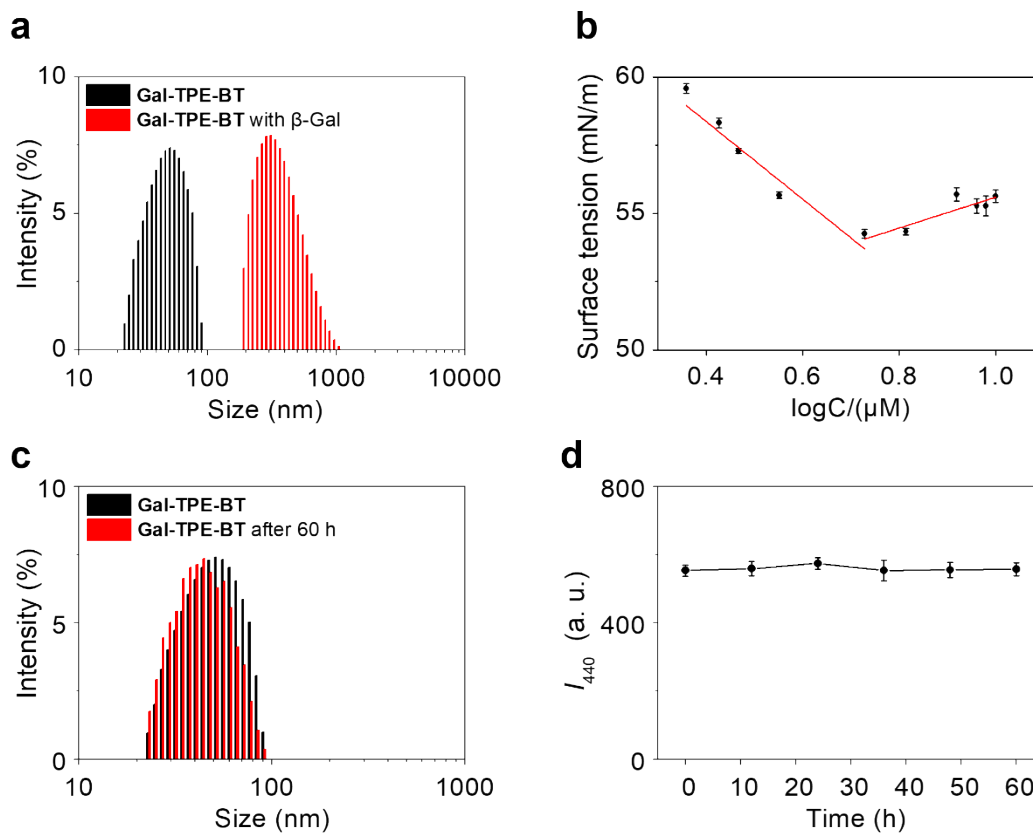 a
10
5
0
Intensity (%)
Gal-TPE-BT
Gal-TPE-BT with β-Gal
10 100 1000 10000
Size (nm)
b
60
55
50
Surface tension (mN/m)
0.4 0.6 0.8 1.0
logC/(μM)
c
10
5
0
Intensity (%)
Gal-TPE-BT
Gal-TPE-BT after 60 h
10 100 1000
Size (nm)
d
800
400
0
I440 (a. u.)
0 10 20 30 40 50 60
Time (h)